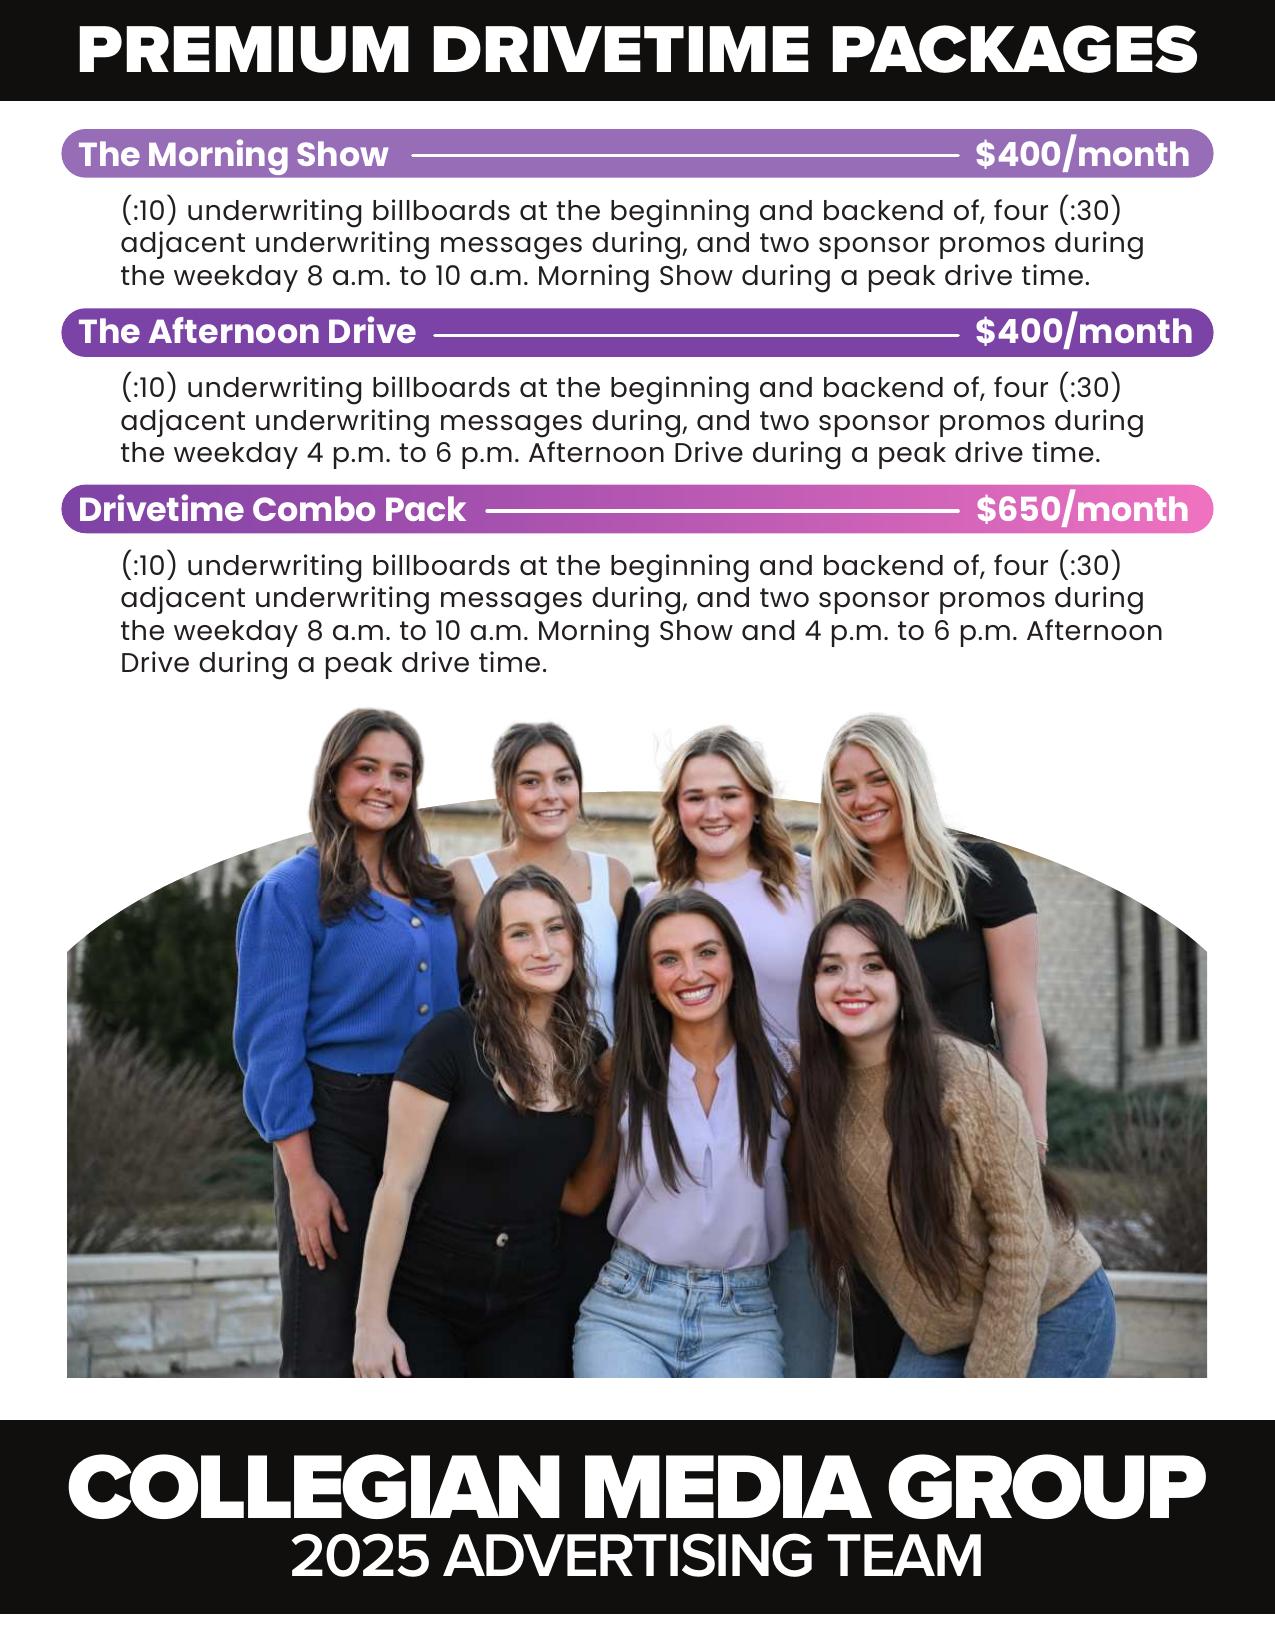 PREMIUM DRIVETIME PACKAGES
The Morning Show $400/month
(:10) underwriting billboards at the beginning and backend of, four (:30)
adjacent underwriting messages during, and two sponsor promos during
the weekday 8 a.m. to 10 a.m. Morning Show during a peak drive time.
The Afternoon Drive $400/month
(:10) underwriting billboards at the beginning and backend of, four (:30)
adjacent underwriting messages during, and two sponsor promos during
the weekday 4 p.m. to 6 p.m. Afternoon Drive during a peak drive time.
Drivetime Combo Pack $650/month
(:10) underwriting billboards at the beginning and backend of, four (:30)
adjacent underwriting messages during, and two sponsor promos during
the weekday 8 a.m. to 10 a.m. Morning Show and 4 p.m. to 6 p.m. Afternoon
Drive during a peak drive time.
COLLEGIAN MEDIA GROUP
2025 ADVERTISING TEAM